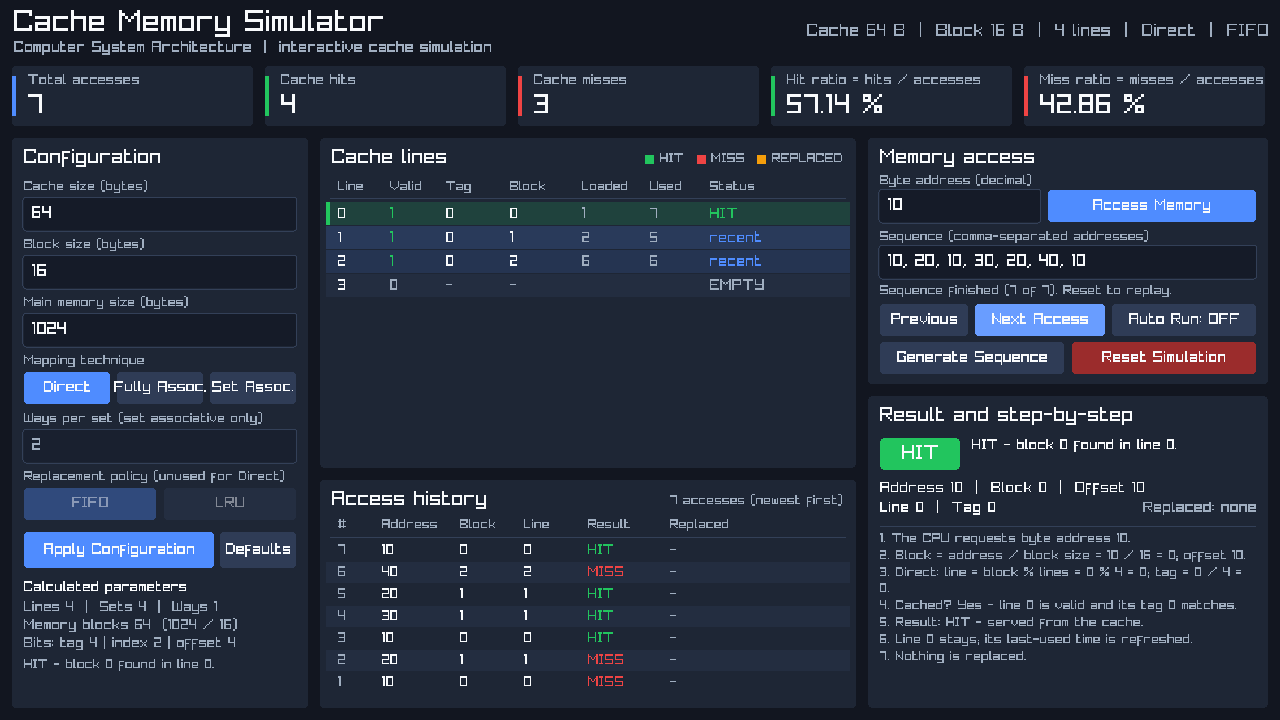 Cache Memory Simulator
Computer System Architecture | interactive cache simulation
Cache 64 B | Block 16 B | 4 lines | Direct | FIFO
Total accesses
7
Cache hits
4
Cache misses
3
Hit ratio = hits / accesses
57.14 %
Miss ratio = misses / accesses
42.86 %
Configuration
Cache size (bytes)
64
Block size (bytes)
16
Main memory size (bytes)
1024
Mapping technique
Direct Fully Assoc. Set Assoc.
Ways per set (set associative only)
2
Replacement policy (unused for Direct)
FIFO LRU
Apply Configuration Defaults
Calculated parameters
Lines 4 | Sets 4 | Ways 1
Memory blocks 64 (1024 / 16)
Bits: tag 4 | index 2 | offset 4
HIT - block 0 found in line 0.
Cache lines
HIT MISS REPLACED
Line Valid Tag Block Loaded Used Status
0 1 0 0 1 7 HIT
1 1 0 1 2 5 recent
2 1 0 2 6 6 recent
3 0 - - EMPTY
Access history
7 accesses (newest first)
# Address Block Line Result Replaced
7 10 0 0 HIT -
6 40 2 2 MISS -
5 20 1 1 HIT -
4 30 1 1 HIT -
3 10 0 0 HIT -
2 20 1 1 MISS -
1 10 0 0 MISS -
Memory access
Byte address (decimal)
10 Access Memory
Sequence (comma-separated addresses)
10, 20, 10, 30, 20, 40, 10
Sequence finished (7 of 7). Reset to replay.
Previous Next Access Auto Run: OFF
Generate Sequence Reset Simulation
Result and step-by-step
HIT HIT - block 0 found in line 0.
Address 10 | Block 0 | Offset 10
Line 0 | Tag 0 Replaced: none
1. The CPU requests byte address 10.
2. Block = address / block size = 10 / 16 = 0; offset 10.
3. Direct: line = block % lines = 0 % 4 = 0; tag = 0 / 4 =
0.
4. Cached? Yes - line 0 is valid and its tag 0 matches.
5. Result: HIT - served from the cache.
6. Line 0 stays; its last-used time is refreshed.
7. Nothing is replaced.